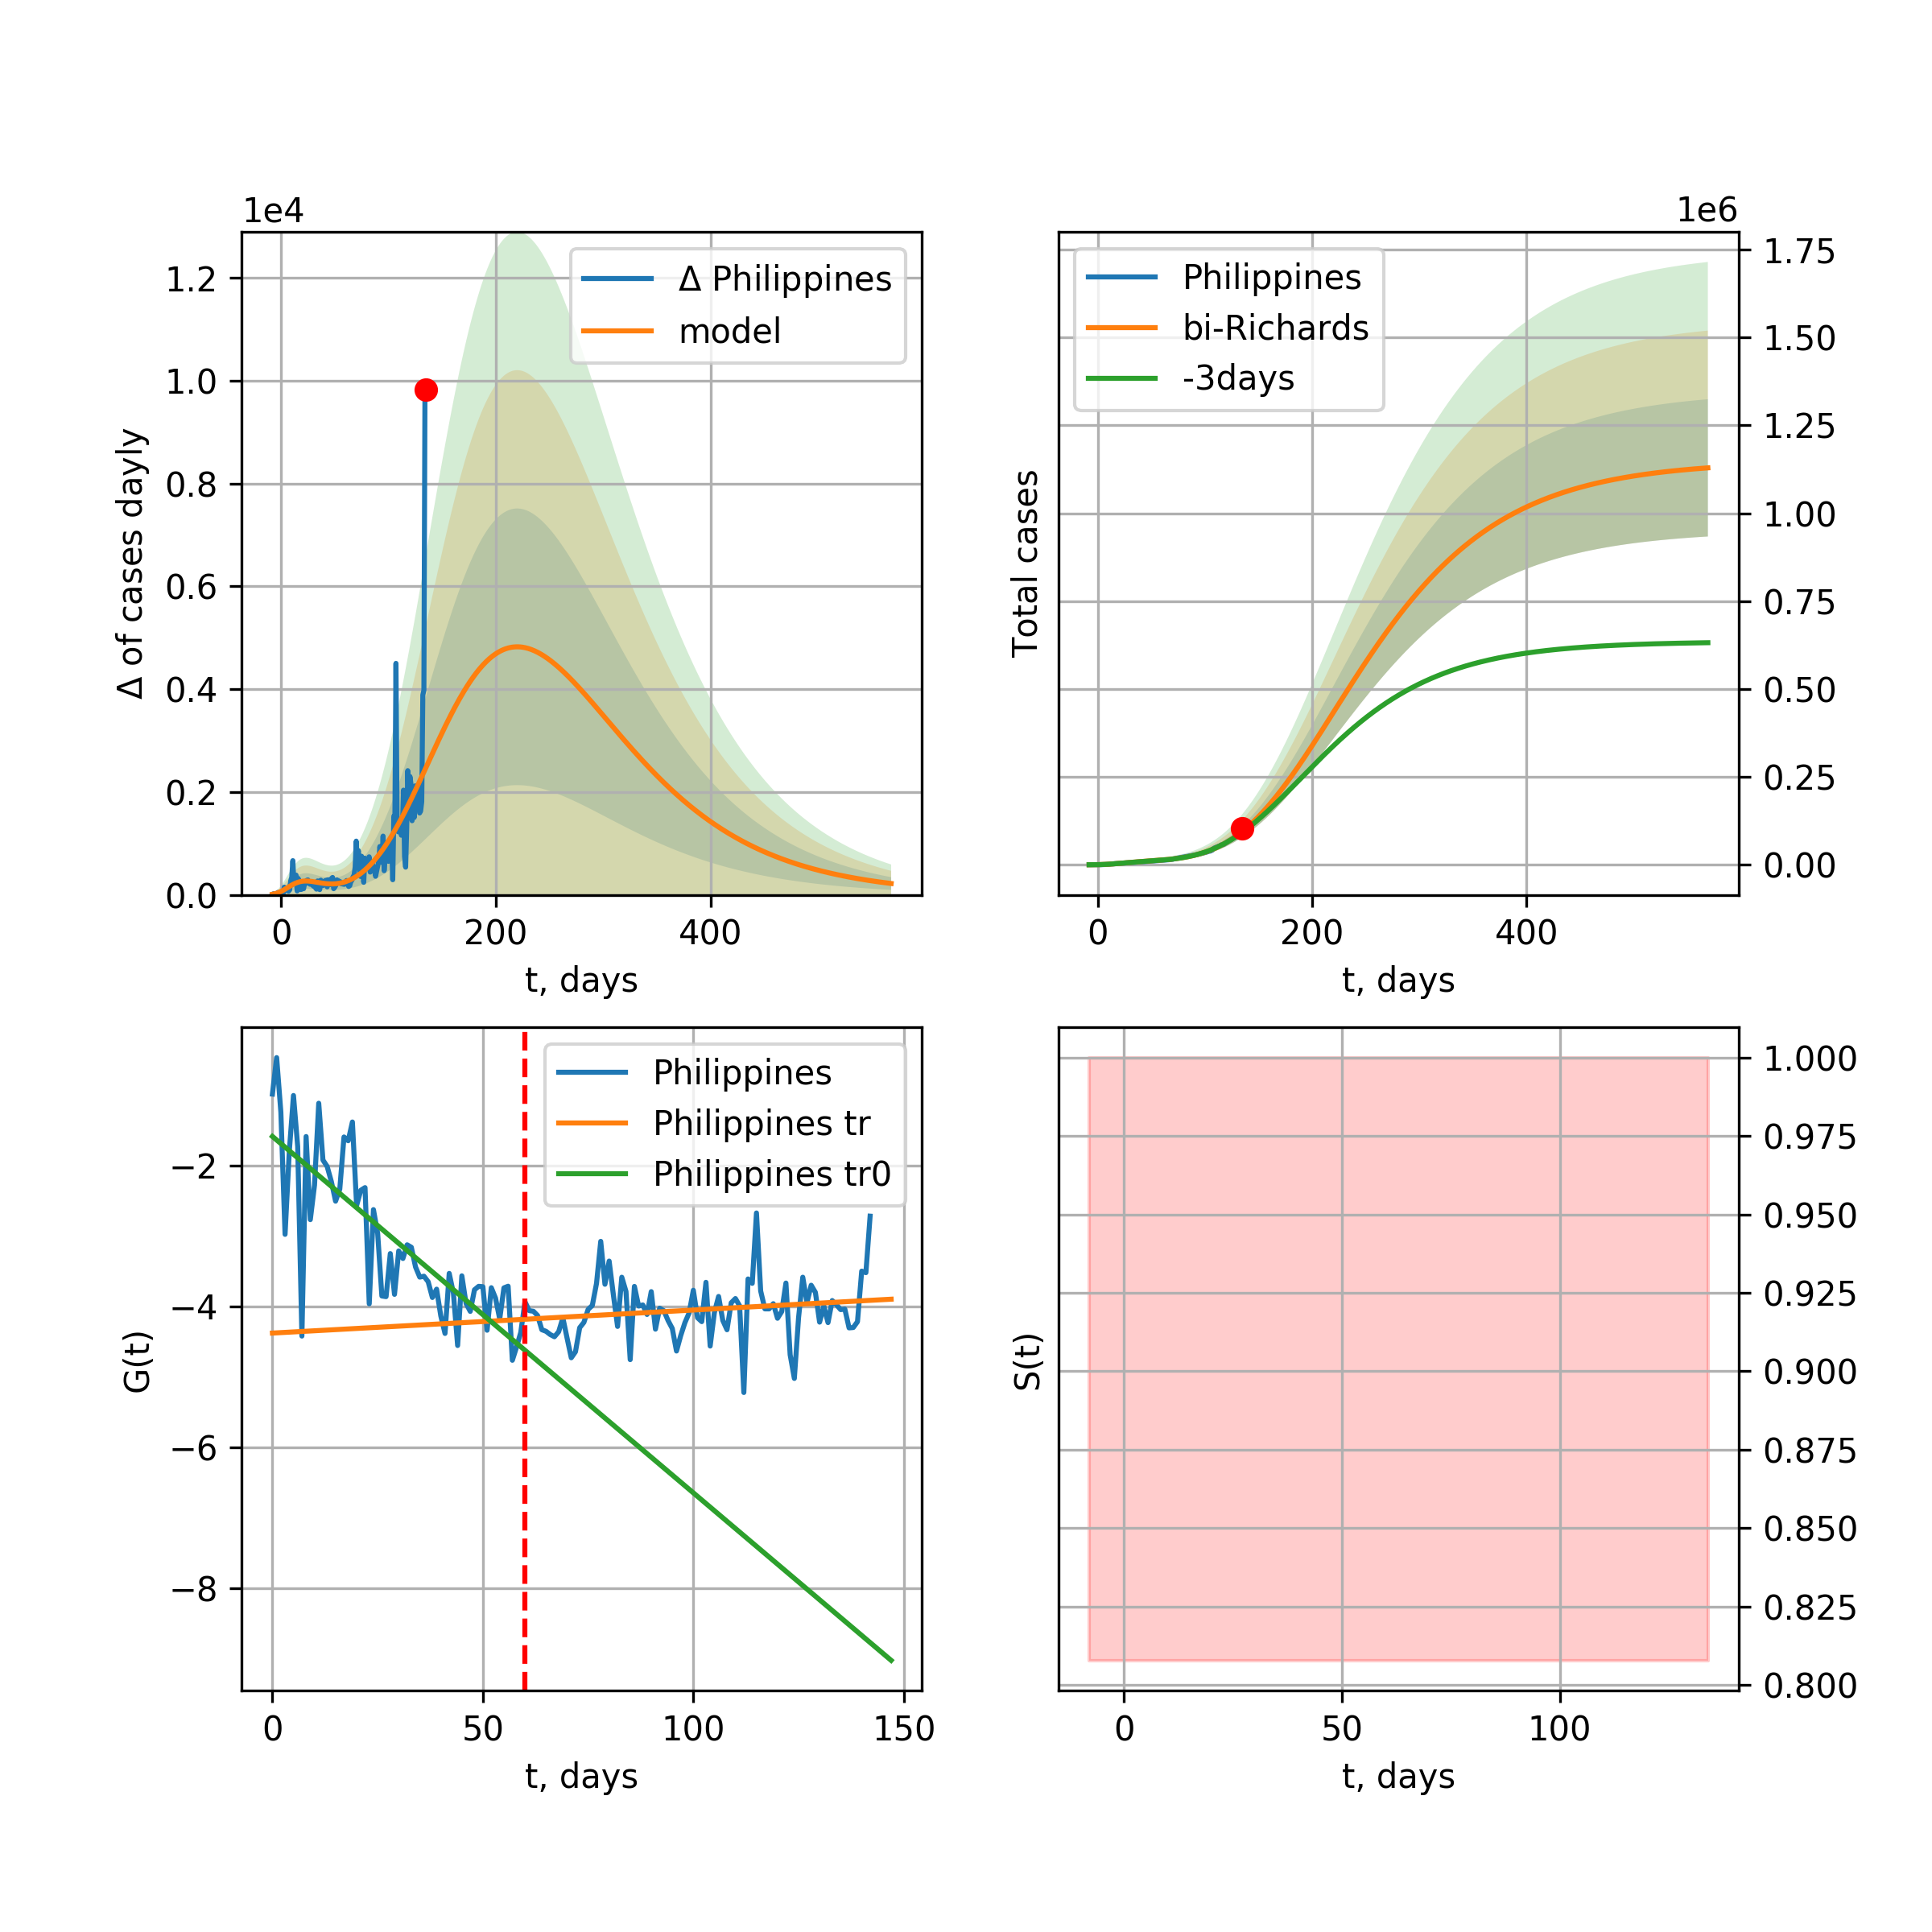 1e4
Δ of cases dayly
1.2
1.0
0.8
0.6
0.4
0.2
0.0
0 200 400
t, days
Δ Philippines
model
1e6
Total cases
Philippines
bi-Richards
-3days
1.75
1.50
1.25
1.00
0.75
0.50
0.25
0.00
0 200 400
t, days
G(t)
−2
−4
−6
−8
0 50 100 150
t, days
Philippines
Philippines tr
Philippines tr0
S(t)
1.000
0.975
0.950
0.925
0.900
0.875
0.850
0.825
0.800
0 50 100
t, days